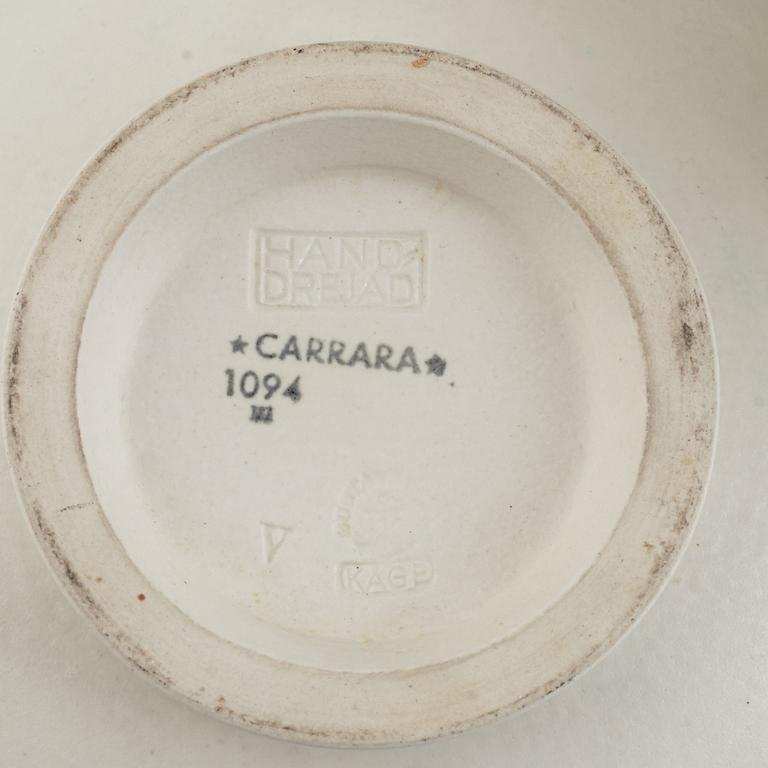 HAND-
DREJAD
★CARRARA★
1094
V
KAGE